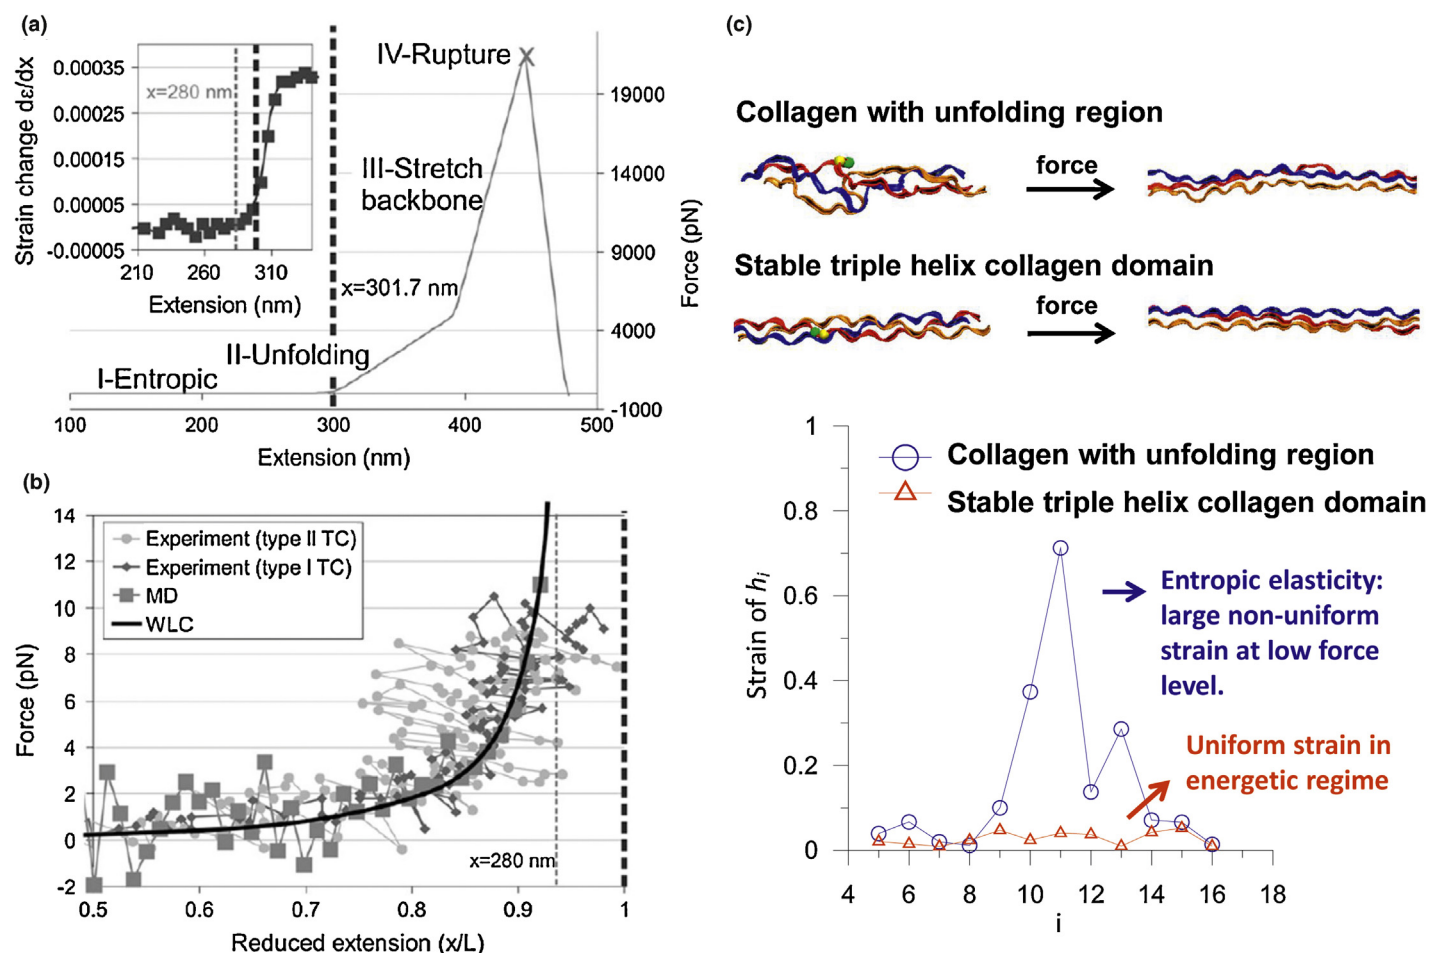 (a)
IV-Rupture
0.00035
0.00025
0.00015
0.00005
-0.00005
Strain change dε/dx
x=280 nm
210
260
310
Extension (nm)
III-Stretch
backbone
x=301.7 nm
II-Unfolding
I-Entropic
19000
14000
9000
4000
-1000
Force (pN)
100
200
300
400
500
Extension (nm)
(b)
14
12
10
8
6
4
2
0
-2
Force (pN)
Experiment (type II TC)
Experiment (type I TC)
MD
WLC
x=280 nm
0.5
0.6
0.7
0.8
0.9
1
Reduced extension (x/L)
(c)
Collagen with unfolding region
force
Stable triple helix collagen domain
force
1
0.8
0.6
0.4
0.2
0
Strain of hi
Collagen with unfolding region
Stable triple helix collagen domain
Entropic elasticity:
large non-uniform
strain at low force
level.
Uniform strain in
energetic regime
4
6
8
10
12
14
16
18
i